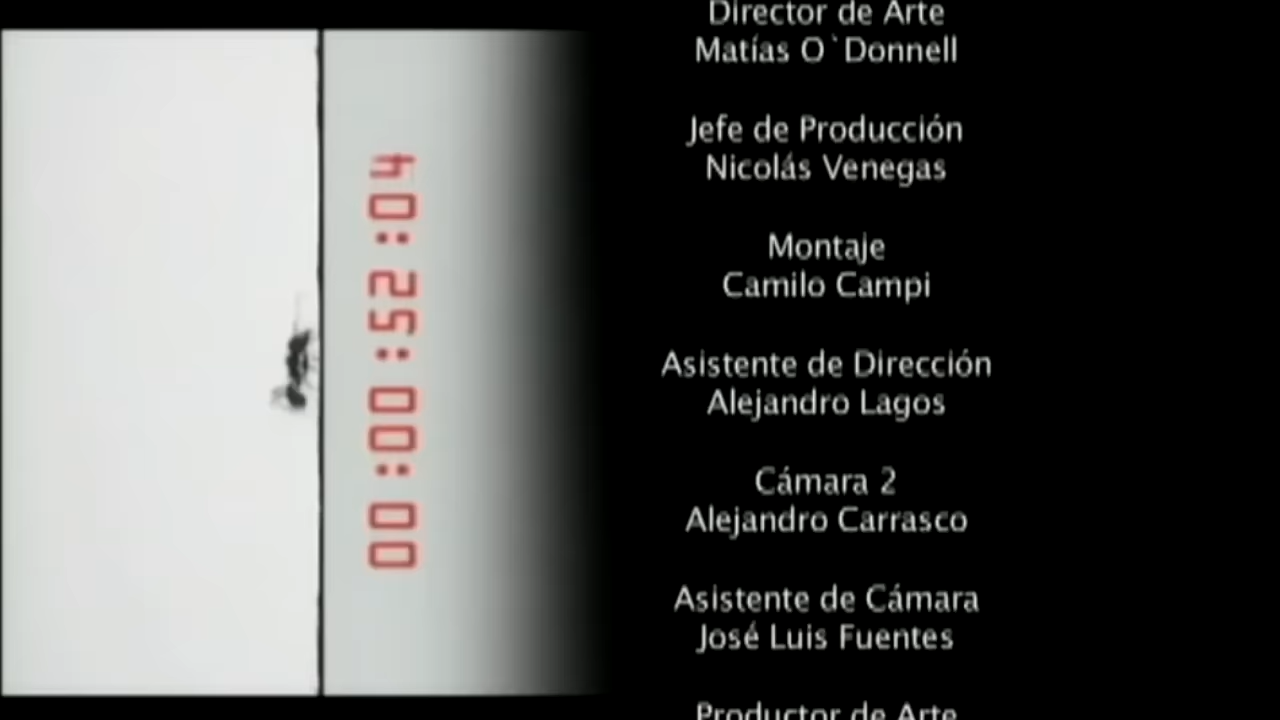 00:00:52:04
Director de Arte
Matías O`Donnell
Jefe de Producción
Nicolás Venegas
Montaje
Camilo Campi
Asistente de Dirección
Alejandro Lagos
Cámara 2
Alejandro Carrasco
Asistente de Cámara
José Luis Fuentes
Productor de Arte